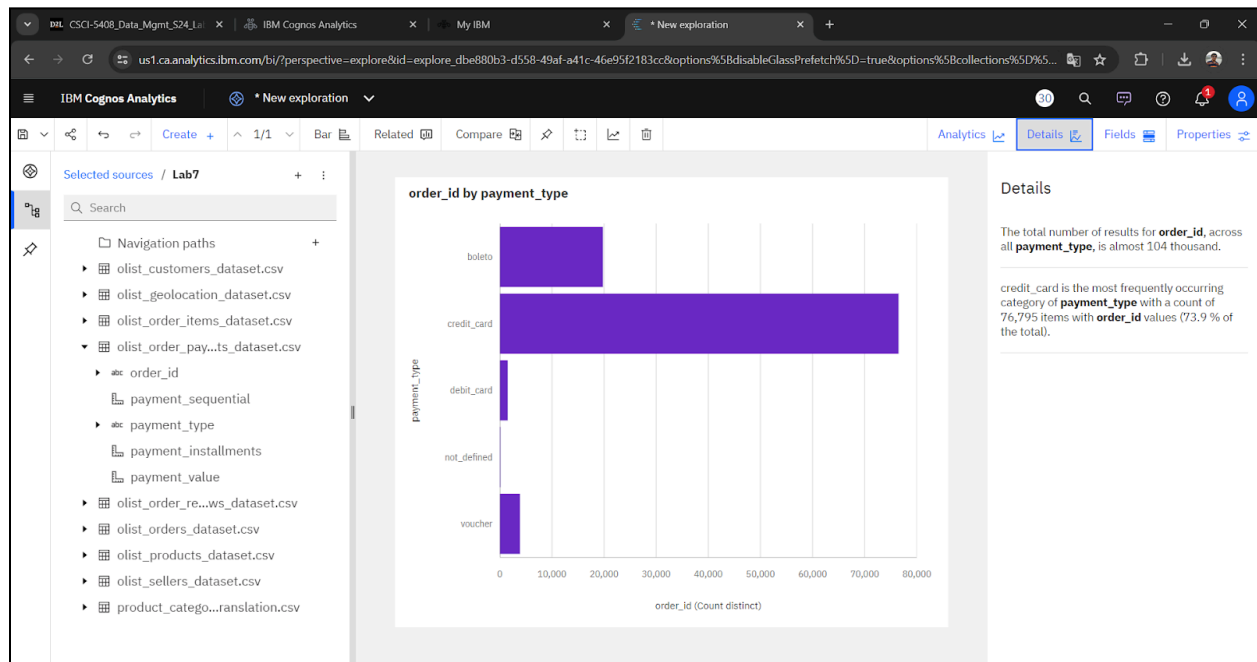 CSCI-5408_Data_Mgmt_S24_La
IBM Cognos Analytics
My IBM
* New exploration
us1.ca.analytics.ibm.com/bi/?perspective=explore&id=explore_dbe880b3-d558-49af-a41c-46e95f2183cc&options%5BdisableGlassPrefetch%5D=true&options%5Bcollections%5D%5...
IBM Cognos Analytics
* New exploration
30
1
Create +
1/1
Bar
Related
Compare
Analytics
Details
Fields
Properties
Selected sources / Lab7
Search
Navigation paths
olist_customers_dataset.csv
olist_geolocation_dataset.csv
olist_order_items_dataset.csv
olist_order_pay...ts_dataset.csv
abc order_id
payment_sequential
abc payment_type
payment_installments
payment_value
olist_order_re...ws_dataset.csv
olist_orders_dataset.csv
olist_products_dataset.csv
olist_sellers_dataset.csv
product_catego...ranslation.csv
order_id by payment_type
payment_type
boleto
credit_card
debit_card
not_defined
voucher
0 10,000 20,000 30,000 40,000 50,000 60,000 70,000 80,000
order_id (Count distinct)
Details
The total number of results for order_id, across
all payment_type, is almost 104 thousand.
credit_card is the most frequently occurring
category of payment_type with a count of
76,795 items with order_id values (73.9 % of
the total).